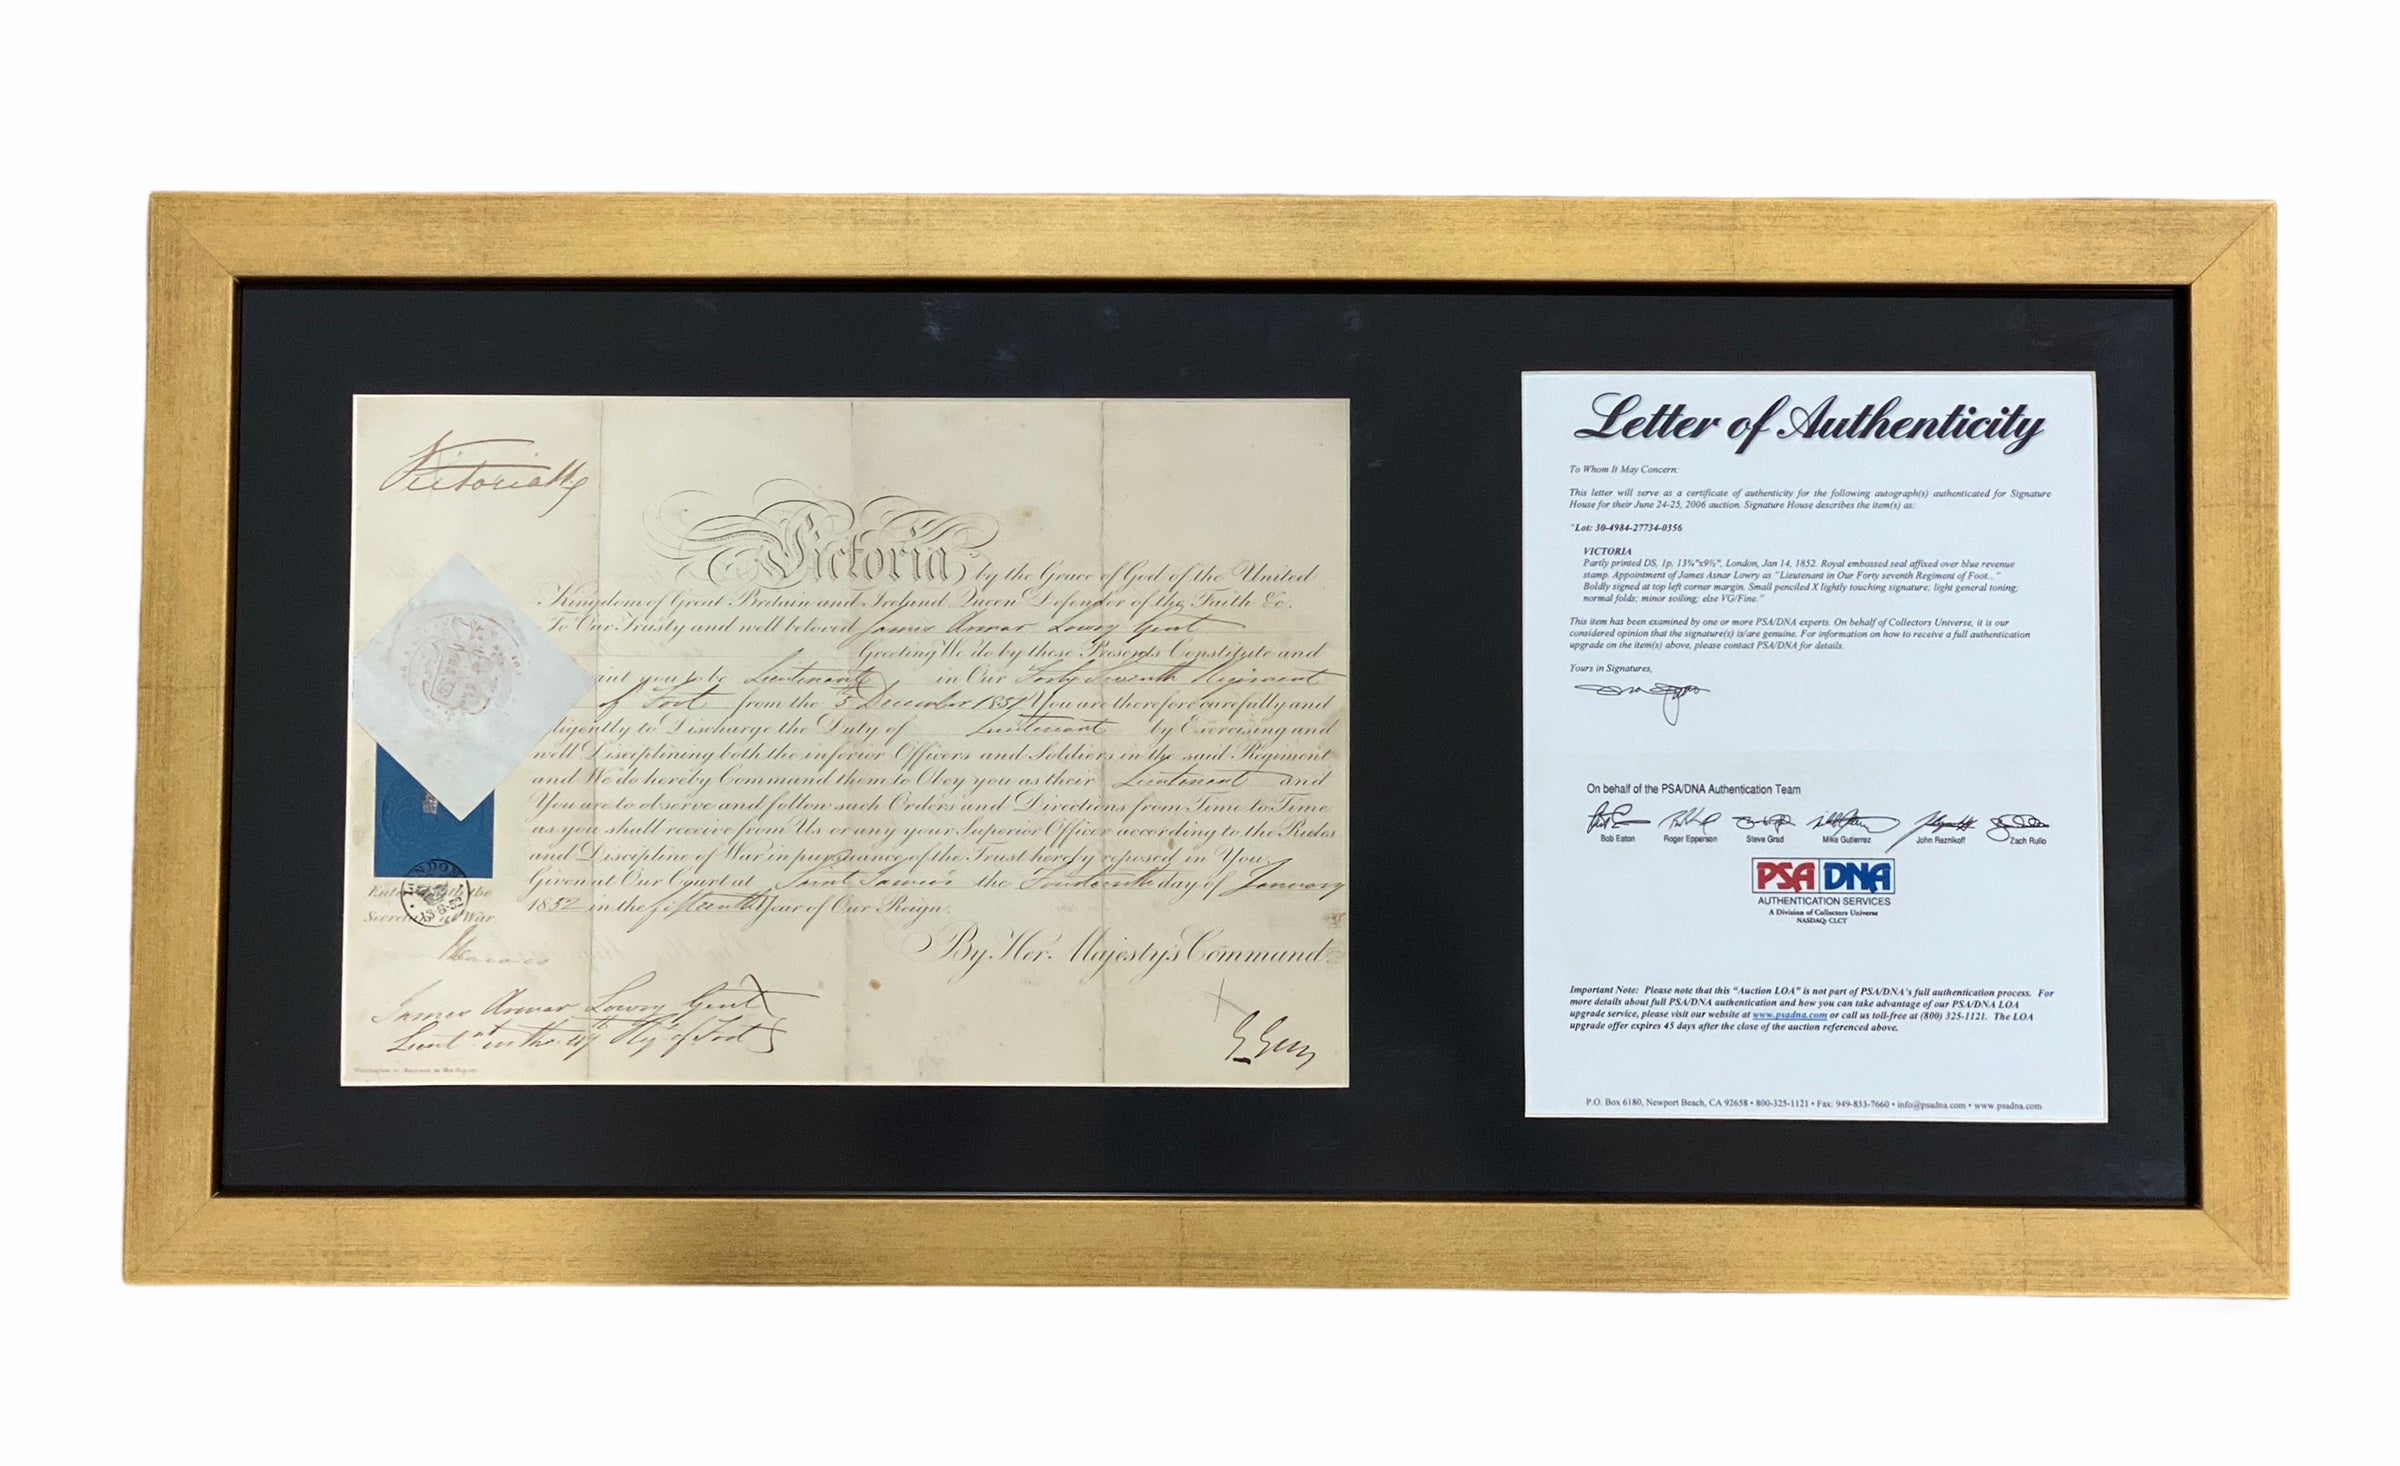 Victoria R
Victoria by the Grace of God of the United
Kingdom of Great Britain and Ireland Queen Defender of the Faith &c.
To Our Trusty and well beloved James Lowry Gent
Greeting We do by these Presents Constitute and
int you to be Lieutenant in Our Forty Seventh Regiment
of Foot from the 5 December 1851 You are therefore carefully and
ligently to Discharge the Duty of Lieutenant by Exercising and
well Disciplining both the inferior Officers and Soldiers in the said Regiment
and We do hereby Command them to Obey you as their Lieutenant and
You are to observe and follow such Orders and Directions from Time to Time
as you shall receive from Us or any your Superior Officer according to the Rules
and Discipline of War in pursuance of the Trust hereby reposed in You.
Given at Our Court at Saint James's the Fourteenth day of January
1852 in the fifteenth Year of Our Reign.
By Her Majesty's Command
LONDON
Entered with the
Secretary at War.
James Lowry Gent
Lieut in the 47th Reg of Foot
G Grey
Letter of Authenticity
To Whom It May Concern:
This letter will serve as a certificate of authenticity for the following autograph(s) authenticated for Signature
House for their June 24-25, 2006 auction. Signature House describes the item(s) as:
"Lot: 30-4984-27734-0356
VICTORIA
Partly printed DS, 1p, 13¾"x9½", London, Jan 14, 1852. Royal embossed seal affixed over blue revenue
stamp. Appointment of James Asnar Lowry as "Lieutenant in Our Forty seventh Regiment of Foot..."
Boldly signed at top left corner margin. Small penciled X lightly touching signature; light general toning;
normal folds; minor soiling; else VG/Fine."
This item has been examined by one or more PSA/DNA experts. On behalf of Collectors Universe, it is our
considered opinion that the signature(s) is/are genuine. For information on how to receive a full authentication
upgrade on the item(s) above, please contact PSA/DNA for details.
Yours in Signatures,
On behalf of the PSA/DNA Authentication Team
Bob Eaton Roger Epperson Steve Grad Mike Gutierrez John Reznikoff Zach Rullo
PSA DNA
AUTHENTICATION SERVICES
A Division of Collectors Universe
NASDAQ: CLCT
Important Note: Please note that this "Auction LOA" is not part of PSA/DNA's full authentication process. For
more details about full PSA/DNA authentication and how you can take advantage of our PSA/DNA LOA
upgrade service, please visit our website at www.psadna.com or call us toll-free at (800) 325-1121. The LOA
upgrade offer expires 45 days after the close of the auction referenced above.
P.O. Box 6180, Newport Beach, CA 92658 • 800-325-1121 • Fax: 949-833-7660 • info@psadna.com • www.psadna.com